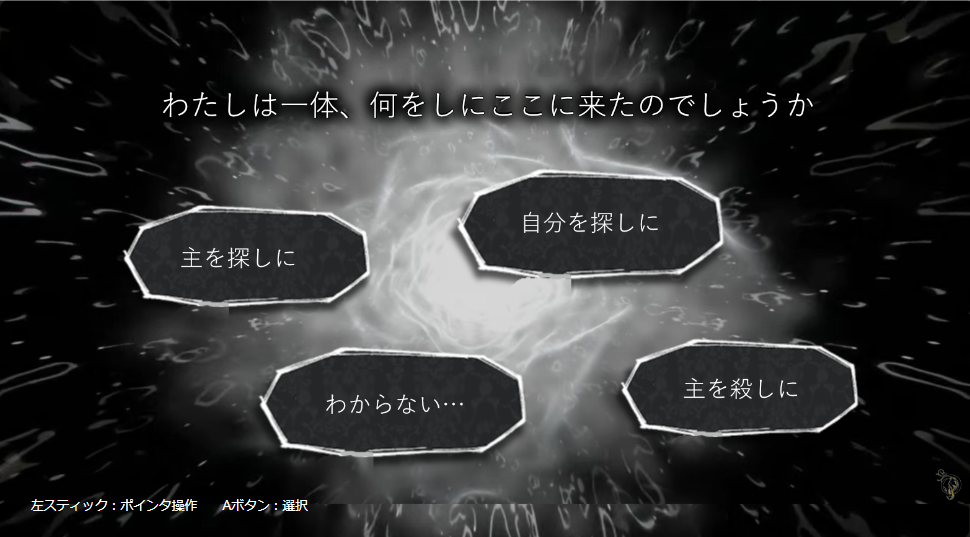 わたしは一体、何をしにここに来たのでしょうか
自分を探しに
主を探しに
わからない…
主を殺しに
左スティック：ポインタ操作　Aボタン：選択